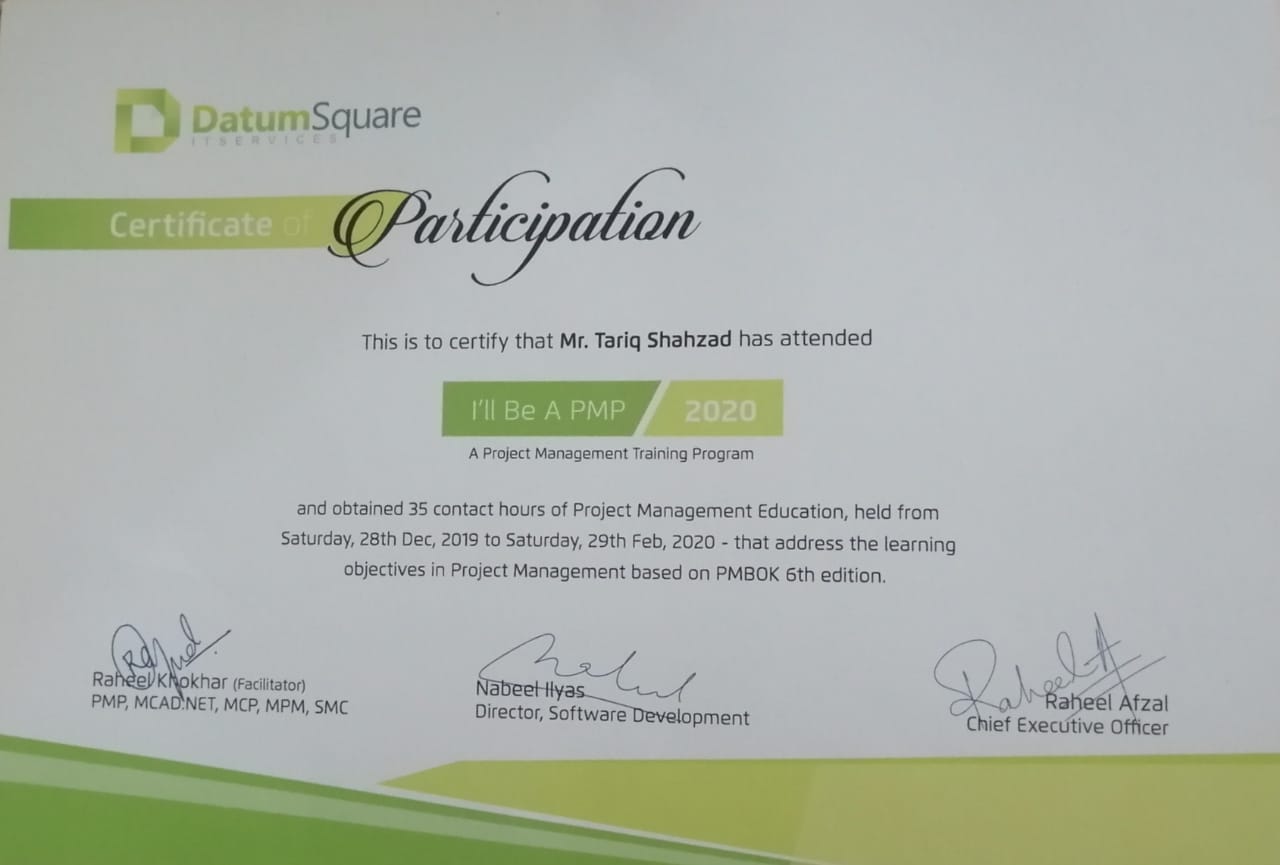 DatumSquare
ITSERVICES
Certificate of Participation
This is to certify that Mr. Tariq Shahzad has attended
I'll Be A PMP 2020
A Project Management Training Program
and obtained 35 contact hours of Project Management Education, held from
Saturday, 28th Dec, 2019 to Saturday, 29th Feb, 2020 - that address the learning
objectives in Project Management based on PMBOK 6th edition.
Raheel Khokhar (Facilitator)
PMP, MCAD.NET, MCP, MPM, SMC
Nabeel Ilyas
Director, Software Development
Raheel A
Raheel Afzal
Chief Executive Officer